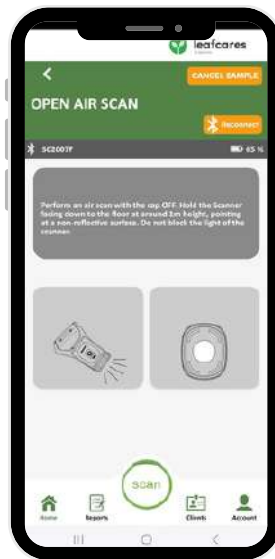 leafcares
CANCEL SAMPLE
OPEN AIR SCAN
Reconnect
65 %
Perform an air scan with the cap OFF. Hold the Scanner
facing down to the floor at around 1m height, pointing
at a non-reflective surface. Do not block the light of the
scanner.
scan
Home
Reports
Clients
Account